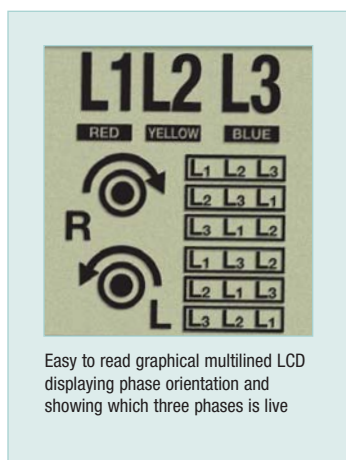 L1 L2 L3
RED YELLOW BLUE
L1 L2 L3
L2 L3 L1
R
L3 L1 L2
L1 L3 L2
L2 L1 L3
L
L3 L2 L1
Easy to read graphical multilined LCD
displaying phase orientation and
showing which three phases is live